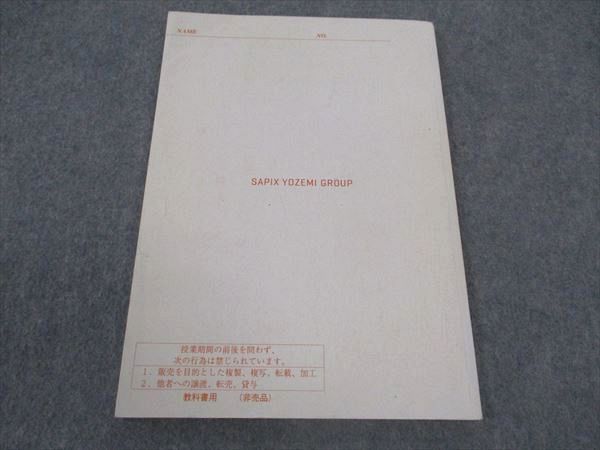 NAME NO.
SAPIX YOZEMI GROUP
授業期間の前後を問わず、
次の行為は禁じられています。
1．販売を目的とした複製、複写、転載、加工
2．他者への譲渡、転売、貸与
教科書用 （非売品）